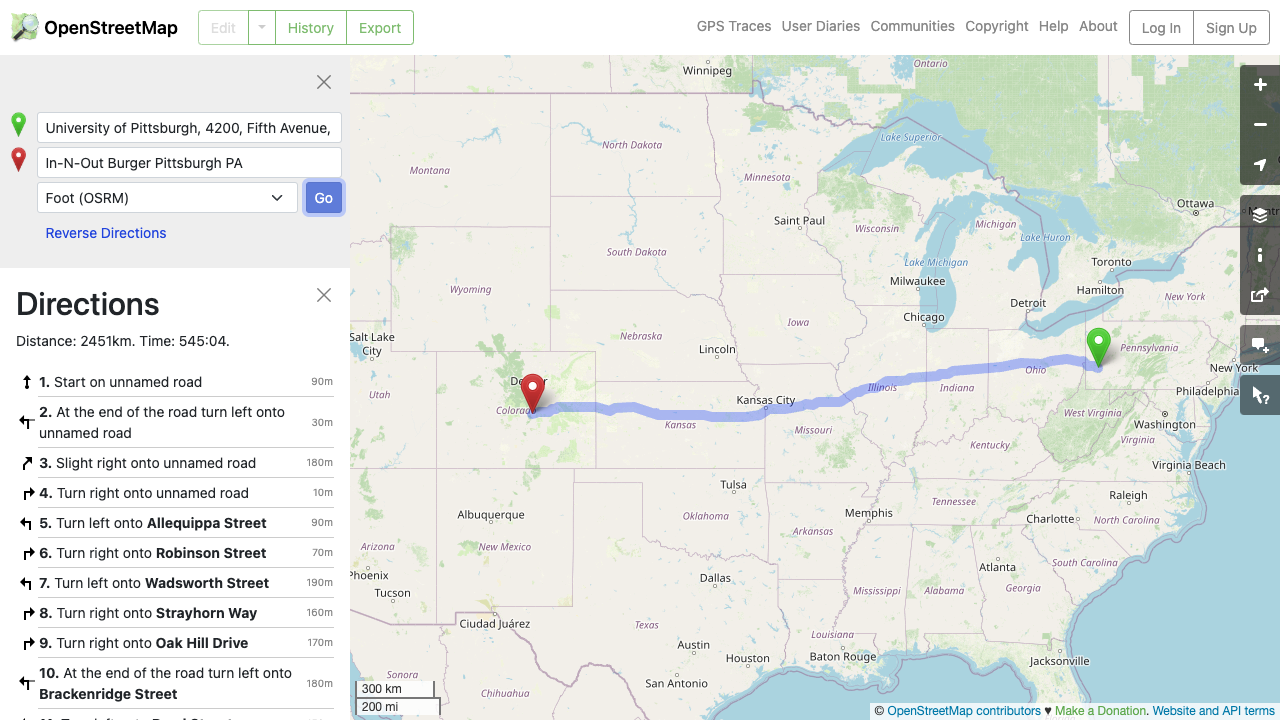 OpenStreetMap
Edit
History
Export
GPS Traces
User Diaries
Communities
Copyright
Help
About
Log In
Sign Up
University of Pittsburgh, 4200, Fifth Avenue,
In-N-Out Burger Pittsburgh PA
Foot (OSRM)
Go
Reverse Directions
Directions
Distance: 2451km. Time: 545:04.
1. Start on unnamed road 90m
2. At the end of the road turn left onto
unnamed road 30m
3. Slight right onto unnamed road 180m
4. Turn right onto unnamed road 10m
5. Turn left onto Allequippa Street 90m
6. Turn right onto Robinson Street 70m
7. Turn left onto Wadsworth Street 190m
8. Turn right onto Strayhorn Way 160m
9. Turn right onto Oak Hill Drive 170m
10. At the end of the road turn left onto
Brackenridge Street 180m
Winnipeg
Ontario
Lake Superior
North Dakota
Montana
Minnesota
Ottawa
Saint Paul
Wisconsin
Michigan
Lake Huron
South Dakota
Lake Michigan
Toronto
Milwaukee
Hamilton
Wyoming
New York
Detroit
Chicago
Salt Lake
City
Nebraska
Iowa
Lincoln
Pennsylvania
New York
Ohio
Illinois
Indiana
Philadelphia
Utah
Kansas City
Colorado
Kansas
Missouri
West Virginia
Washington
Virginia
Kentucky
Virginia Beach
Tulsa
Raleigh
Tennessee
Memphis
Charlotte
North Carolina
Albuquerque
Oklahoma
Arkansas
Arizona
New Mexico
South Carolina
Atlanta
Phoenix
Dallas
Tucson
Mississippi
Alabama
Georgia
Ciudad Juárez
Texas
Louisiana
Austin
Houston
Baton Rouge
Jacksonville
Sonora
San Antonio
Chihuahua
300 km
200 mi
© OpenStreetMap contributors ♥ Make a Donation. Website and API terms